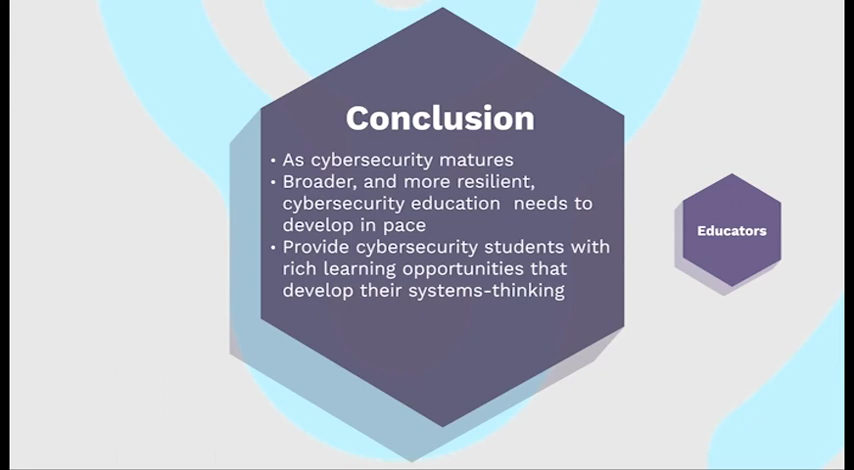 Conclusion
• As cybersecurity matures
• Broader, and more resilient,
cybersecurity education  needs to
develop in pace
• Provide cybersecurity students with
rich learning opportunities that
develop their systems-thinking
Educators